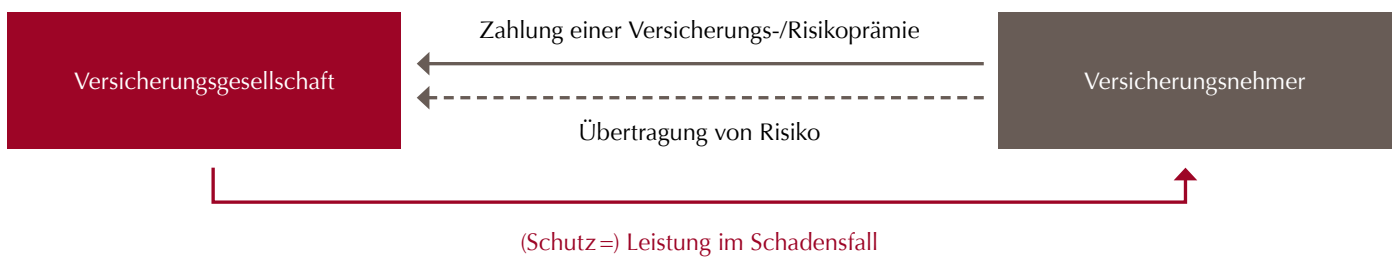 Zahlung einer Versicherungs-/Risikoprämie
Versicherungsgesellschaft
Versicherungsnehmer
Übertragung von Risiko
(Schutz=) Leistung im Schadensfall